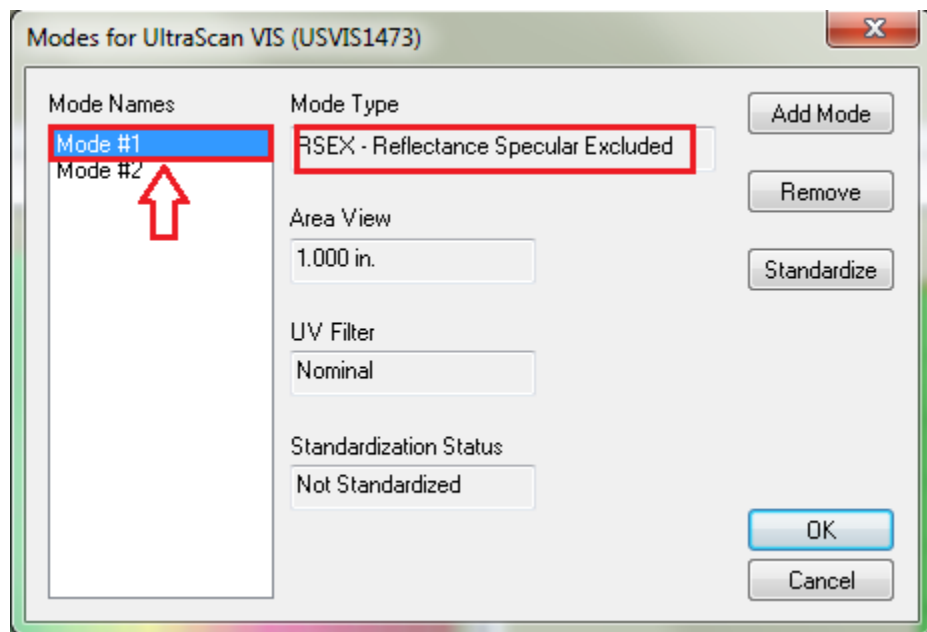 Modes for UltraScan VIS (USVIS1473)
Mode Names
Mode #1
Mode #2
Mode Type
RSEX - Reflectance Specular Excluded
Area View
1.000 in.
UV Filter
Nominal
Standardization Status
Not Standardized
Add Mode
Remove
Standardize
OK
Cancel